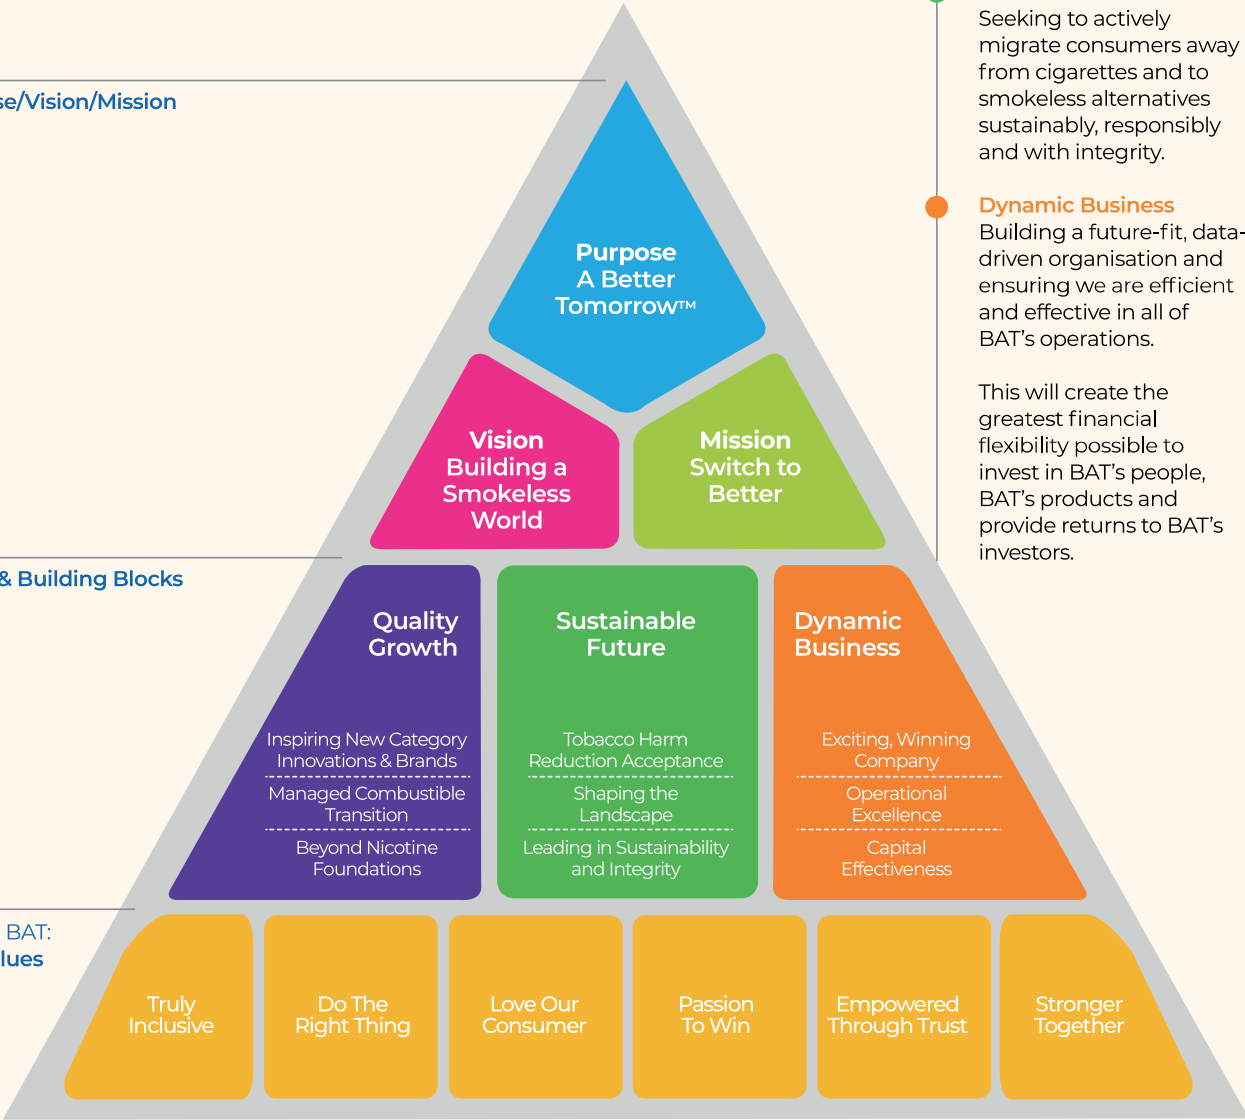 se/Vision/Mission
Purpose
A Better
Tomorrow™
Vision
Building a
Smokeless
World
Mission
Switch to
Better
& Building Blocks
Quality
Growth
Inspiring New Category
Innovations & Brands
Managed Combustible
Transition
Beyond Nicotine
Foundations
Sustainable
Future
Tobacco Harm
Reduction Acceptance
Shaping the
Landscape
Leading in Sustainability
and Integrity
Dynamic
Business
Exciting, Winning
Company
Operational
Excellence
Capital
Effectiveness
BAT:
lues
Truly
Inclusive
Do The
Right Thing
Love Our
Consumer
Passion
To Win
Empowered
Through Trust
Stronger
Together
Seeking to actively
migrate consumers away
from cigarettes and to
smokeless alternatives
sustainably, responsibly
and with integrity.
Dynamic Business
Building a future-fit, data-
driven organisation and
ensuring we are efficient
and effective in all of
BAT's operations.
This will create the
greatest financial
flexibility possible to
invest in BAT's people,
BAT's products and
provide returns to BAT's
investors.